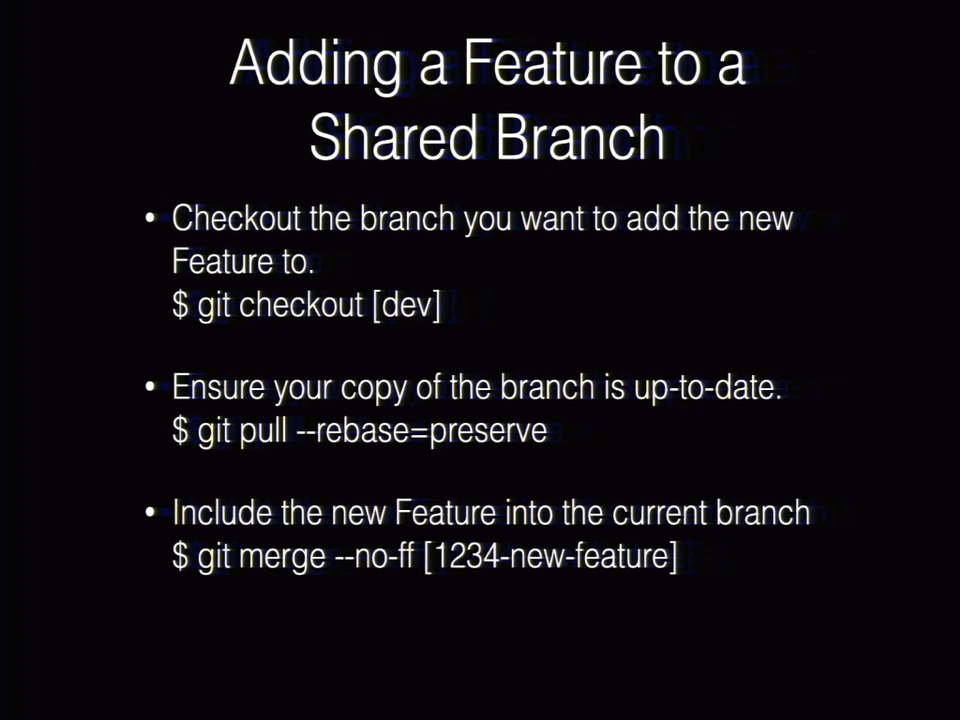 Adding a Feature to a
Shared Branch
• Checkout the branch you want to add the new
Feature to.
$ git checkout [dev]
• Ensure your copy of the branch is up-to-date.
$ git pull --rebase=preserve
• Include the new Feature into the current branch
$ git merge --no-ff [1234-new-feature]